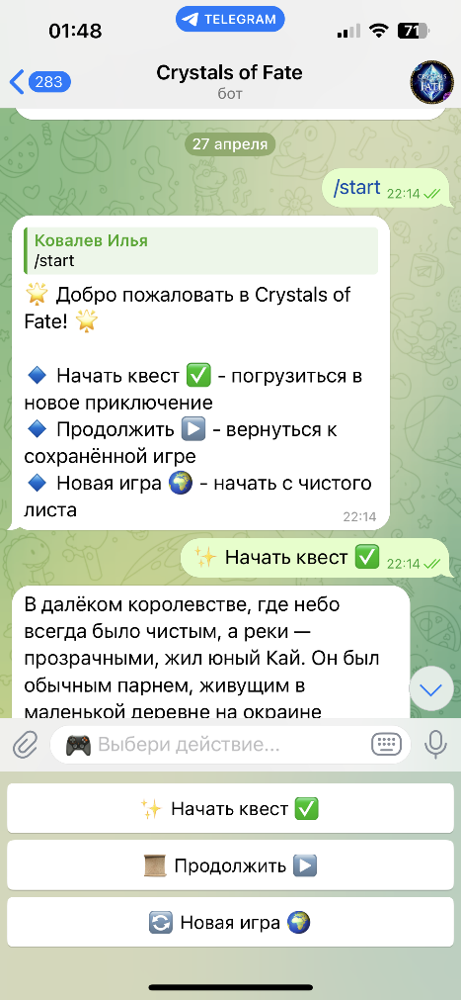 01:48
TELEGRAM
71
283
Crystals of Fate
бот
CRYSTALS
FATE
27 апреля
/start 22:14
Ковалев Илья
/start
🌟 Добро пожаловать в Crystals of
Fate! 🌟
🔹 Начать квест ✅ - погрузиться в
новое приключение
🔹 Продолжить ▶️ - вернуться к
сохранённой игре
🔹 Новая игра 🌍 - начать с чистого
листа
22:14
✨ Начать квест ✅ 22:14
В далёком королевстве, где небо
всегда было чистым, а реки —
прозрачными, жил юный Кай. Он был
обычным парнем, живущим в
маленькой деревне на окраине
🎮 Выбери действие...
✨ Начать квест ✅
📜 Продолжить ▶️
🔄 Новая игра 🌍